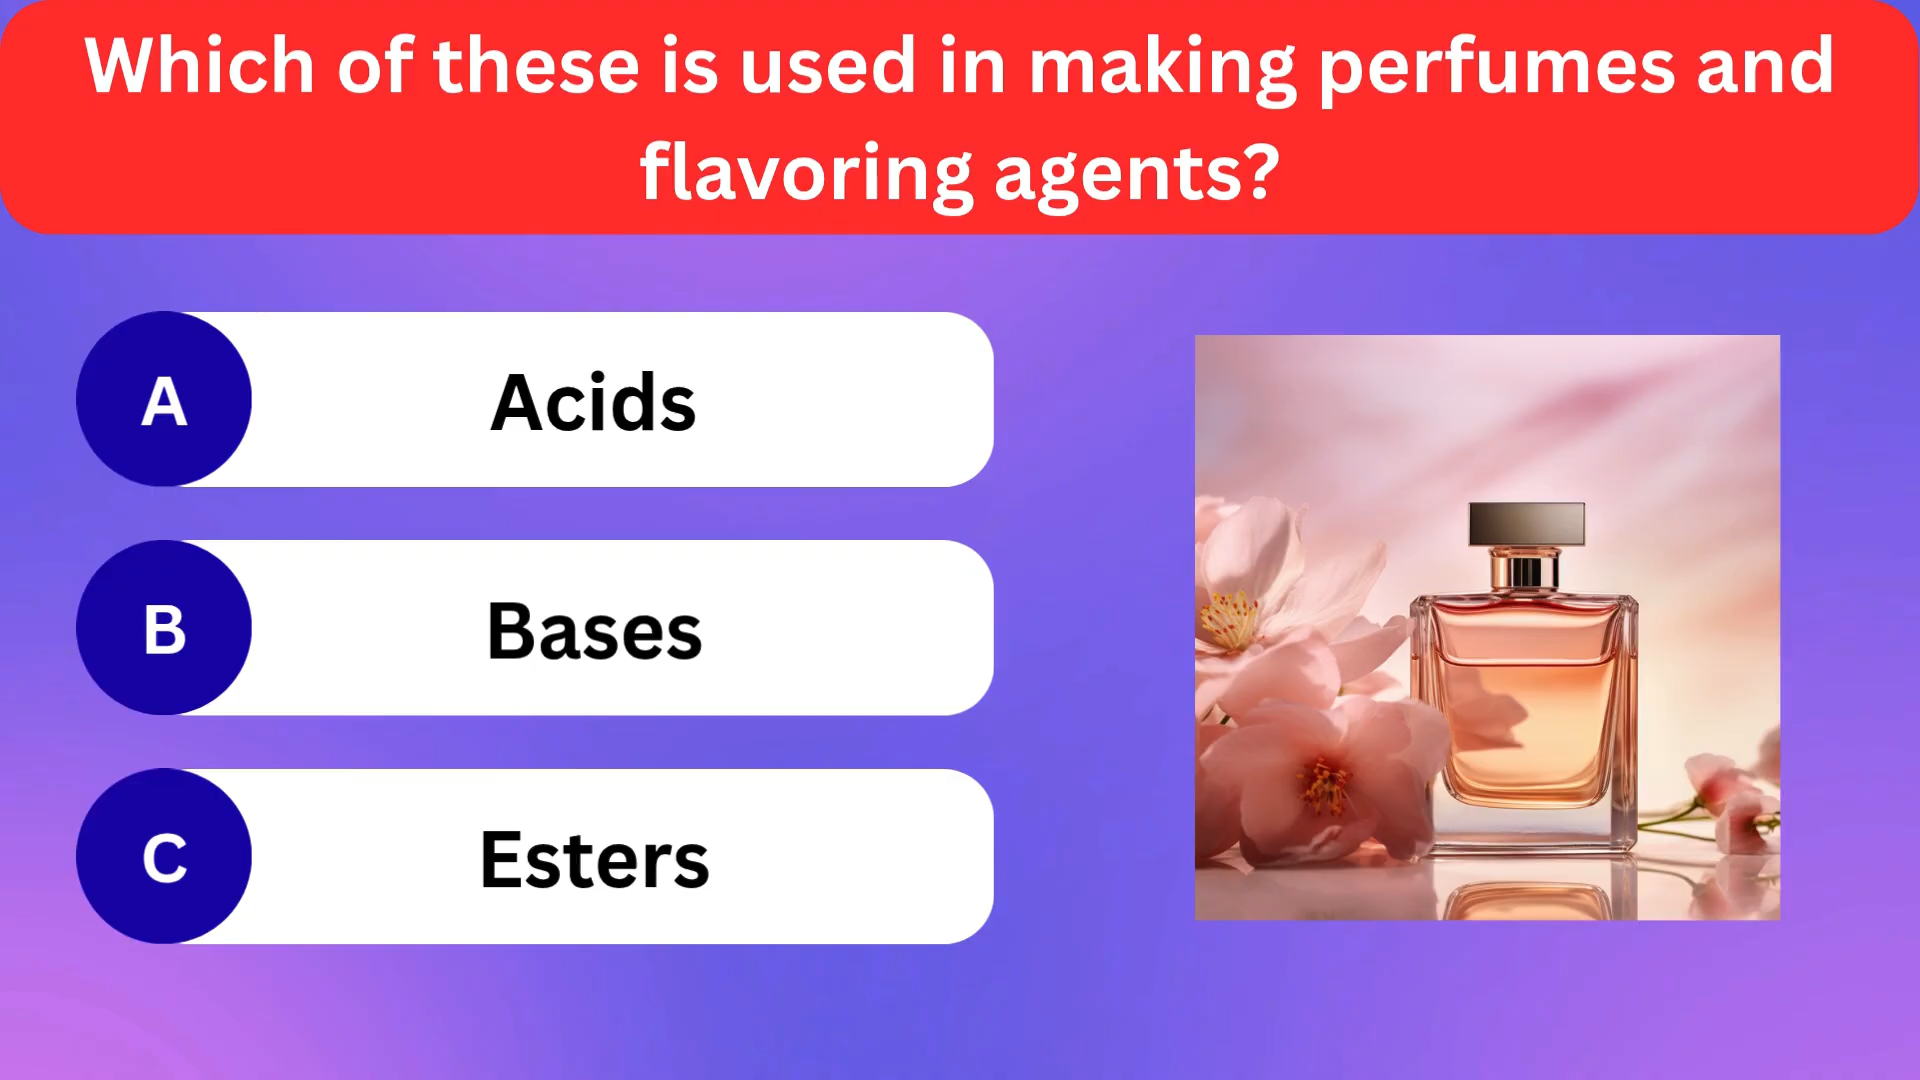 Which of these is used in making perfumes and
flavoring agents?
A Acids
B Bases
C Esters